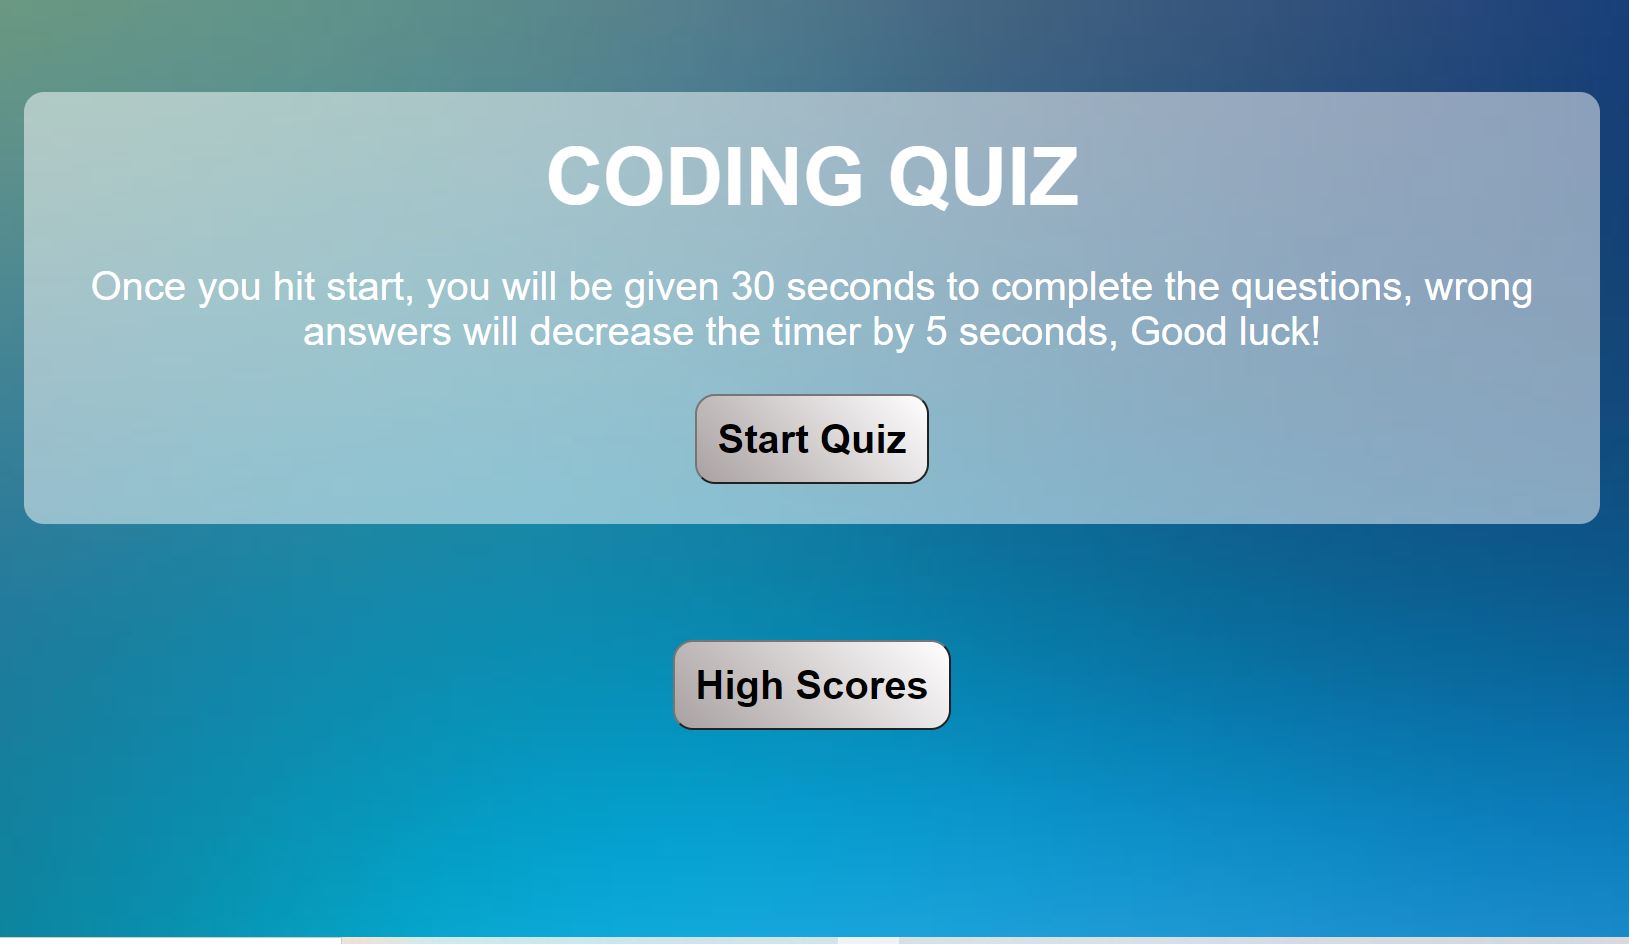 CODING QUIZ
Once you hit start, you will be given 30 seconds to complete the questions, wrong
answers will decrease the timer by 5 seconds, Good luck!
Start Quiz
High Scores